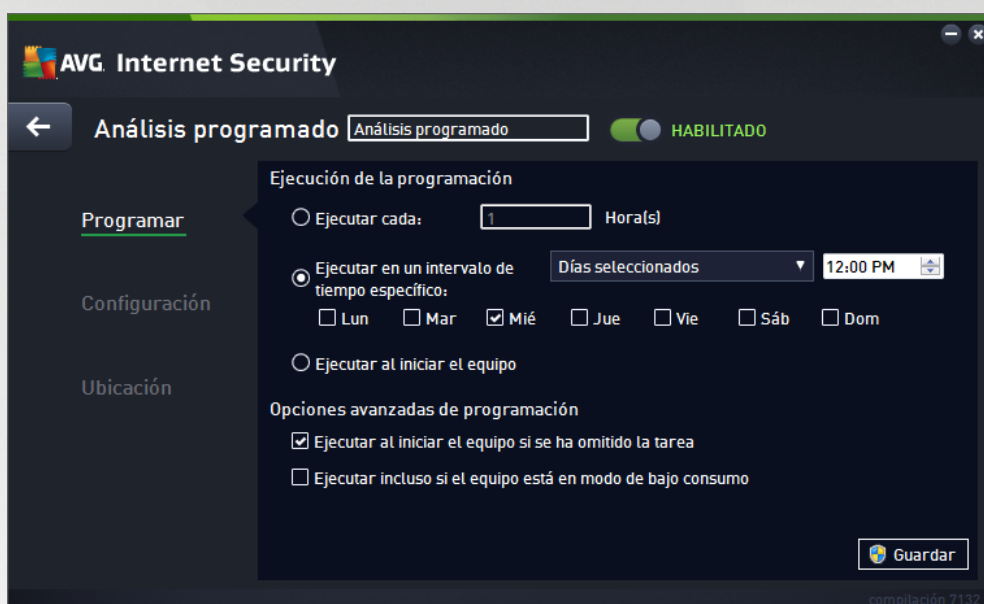 AVG Internet Security
Análisis programado Análisis programado HABILITADO
Programar
Configuración
Ubicación
Ejecución de la programación
Ejecutar cada: 1 Hora(s)
Ejecutar en un intervalo de
tiempo específico:
Días seleccionados 12:00 PM
Lun Mar Mié Jue Vie Sáb Dom
Ejecutar al iniciar el equipo
Opciones avanzadas de programación
Ejecutar al iniciar el equipo si se ha omitido la tarea
Ejecutar incluso si el equipo está en modo de bajo consumo
Guardar
compilación 7132